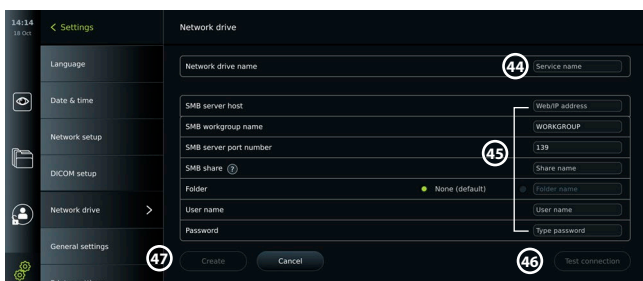 14:14
18 Oct
Settings
Network drive
Language
Date & time
Network setup
DICOM setup
Network drive
General settings
Network drive name
44
Service name
SMB server host
Web/IP address
SMB workgroup name
WORKGROUP
SMB server port number
139
45
SMB share ?
Share name
Folder
None (default)
Folder name
User name
User name
Password
Type password
47
Create
Cancel
46
Test connection